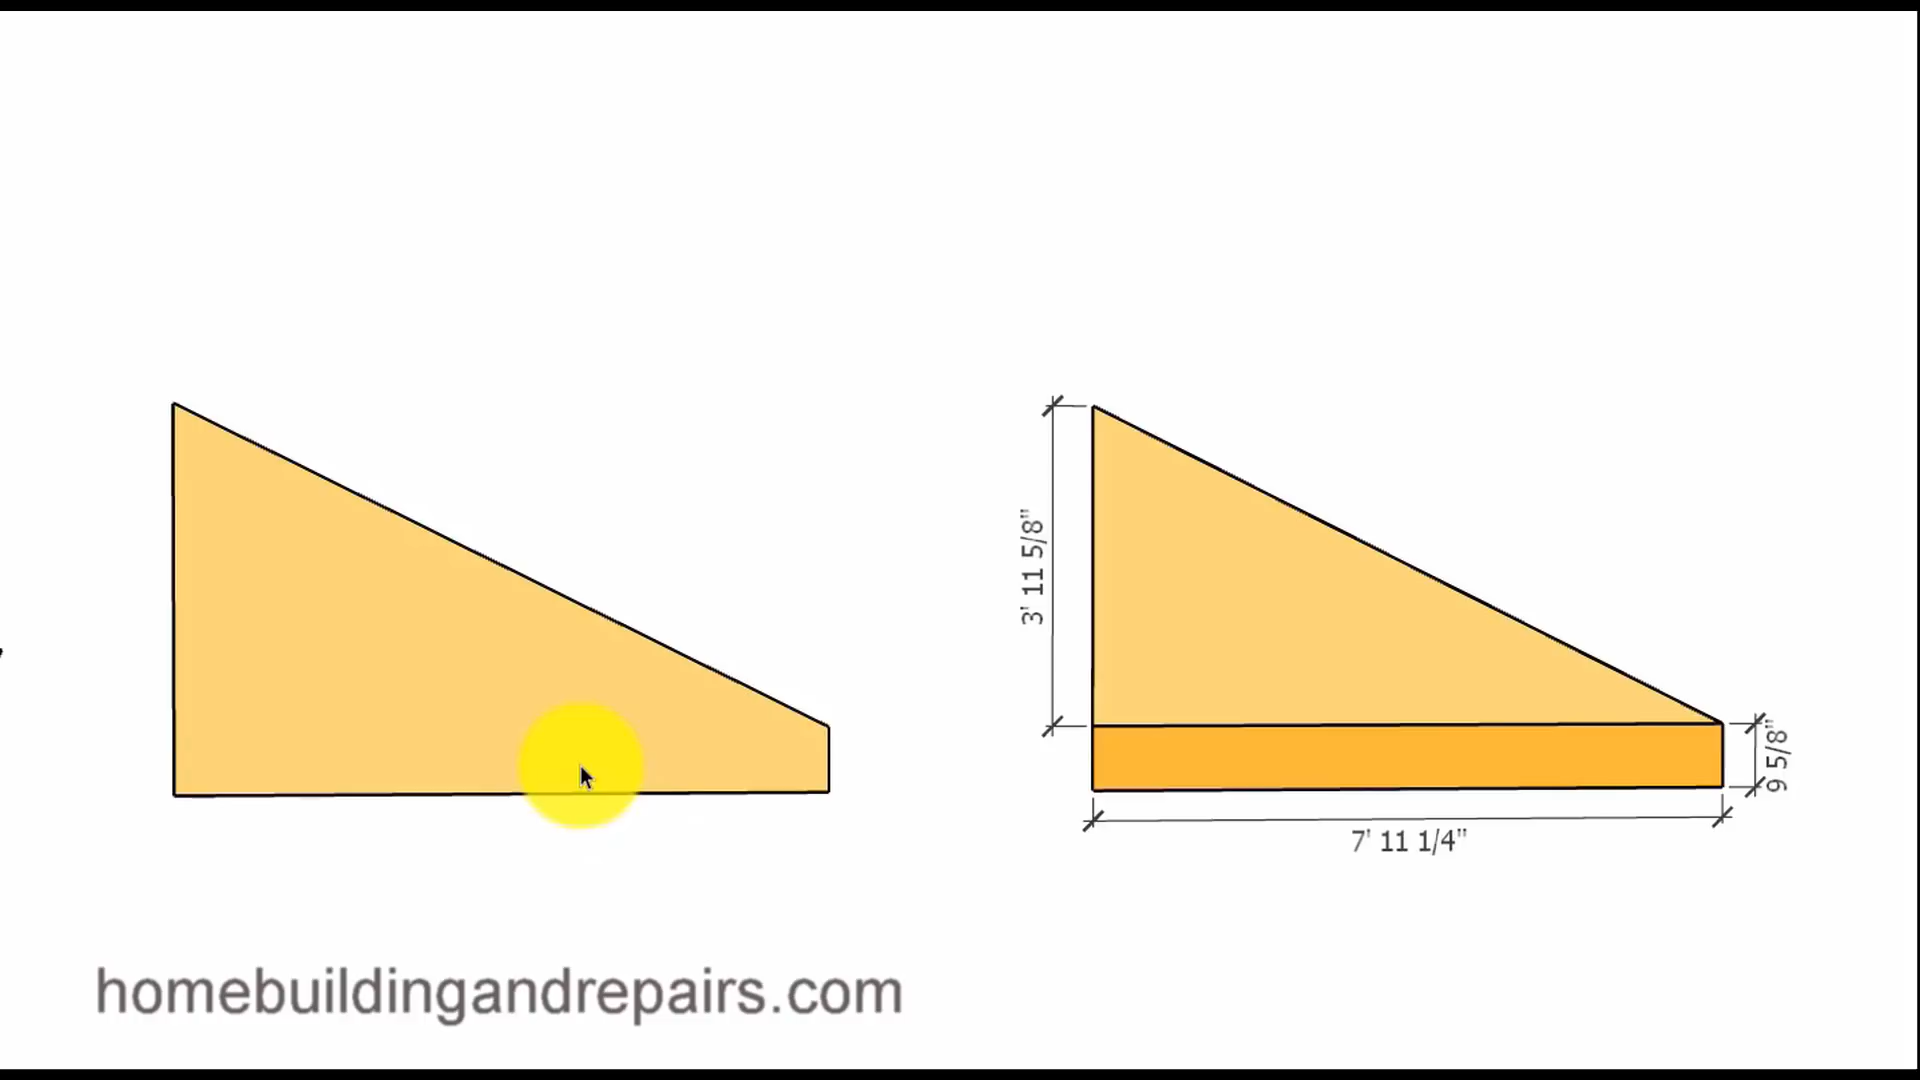 3' 11 5/8"
9 5/8"
7' 11 1/4"
homebuildingandrepairs.com